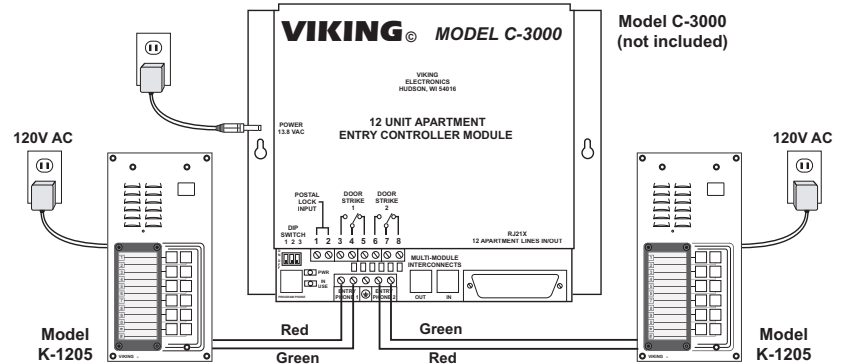 VIKING© MODEL C-3000
Model C-3000
(not included)
VIKING
ELECTRONICS
HUDSON, WI 54016
POWER
13.8 VAC
12 UNIT APARTMENT
ENTRY CONTROLLER MODULE
120V AC
120V AC
POSTAL
LOCK
INPUT
DOOR
STRIKE
1
DOOR
STRIKE
2
DIP
SWITCH
1 2 3
1 2 3 4 5 6 7 8
RJ21X
12 APARTMENT LINES IN/OUT
MULTI-MODULE
INTERCONNECTS
PWR
IN
USE
ENTRY
PHONE 1
ENTRY
PHONE 2
OUT IN
PROGRAM PHONE
Red
Green
Green
Red
Model
K-1205
Model
K-1205
VIKING
VIKING